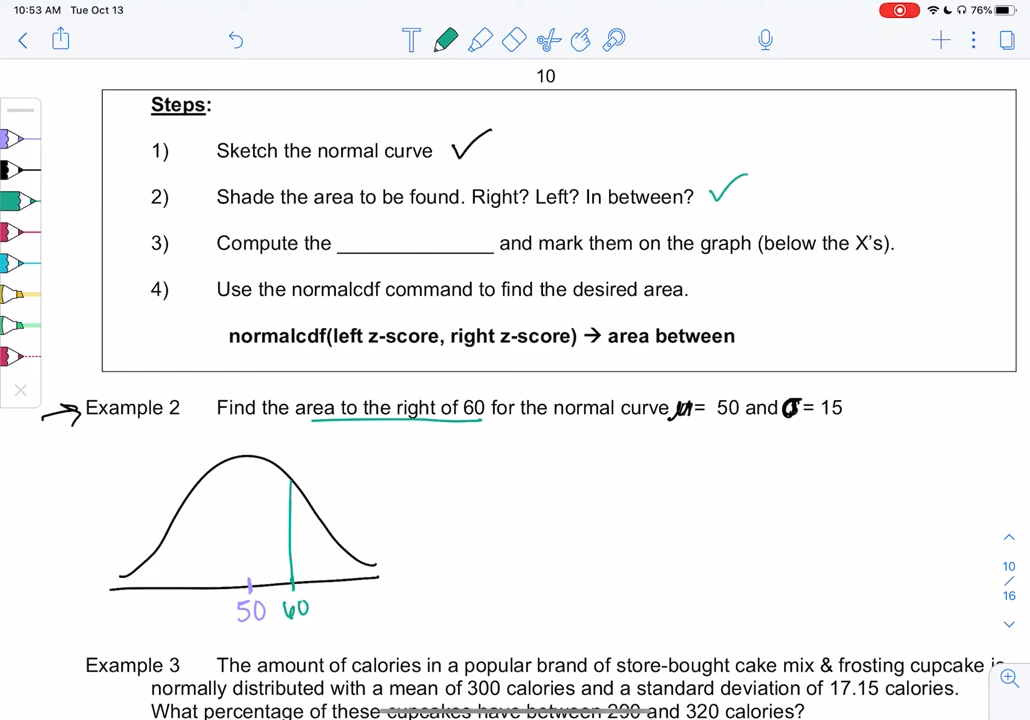 10:53 AM Tue Oct 13 76%
10
Steps:
1) Sketch the normal curve
2) Shade the area to be found. Right? Left? In between?
3) Compute the ______________ and mark them on the graph (below the X's).
4) Use the normalcdf command to find the desired area.
normalcdf(left z-score, right z-score) → area between
Example 2 Find the area to the right of 60 for the normal curve μ = 50 and σ = 15
50 60
10
/
16
Example 3 The amount of calories in a popular brand of store-bought cake mix & frosting cupcake is
normally distributed with a mean of 300 calories and a standard deviation of 17.15 calories.
What percentage of these cupcakes have between 290 and 320 calories?